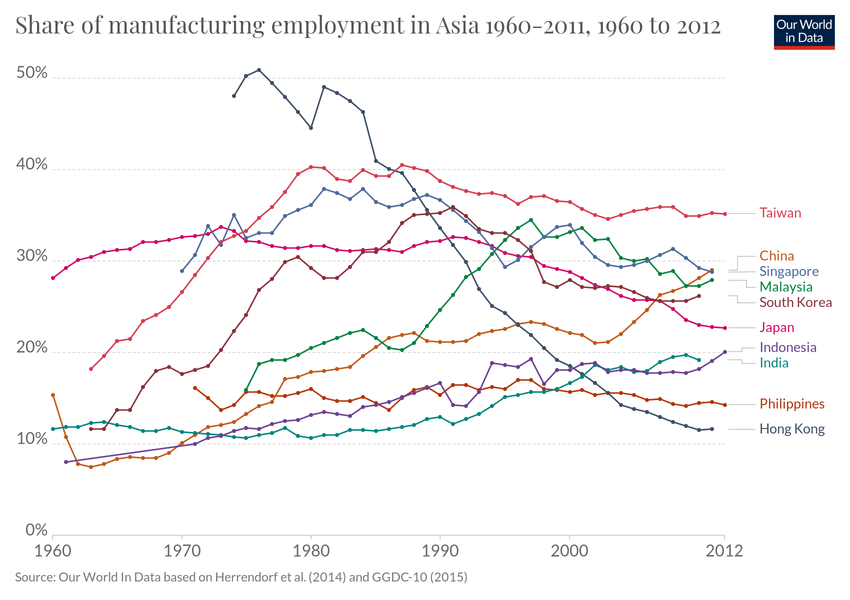 Share of manufacturing employment in Asia 1960-2011, 1960 to 2012
Our World
in Data
50%
40%
30%
20%
10%
0%
Taiwan
China
Singapore
Malaysia
South Korea
Japan
Indonesia
India
Philippines
Hong Kong
1960
1970
1980
1990
2000
2012
Source: Our World In Data based on Herrendorf et al. (2014) and GGDC-10 (2015)